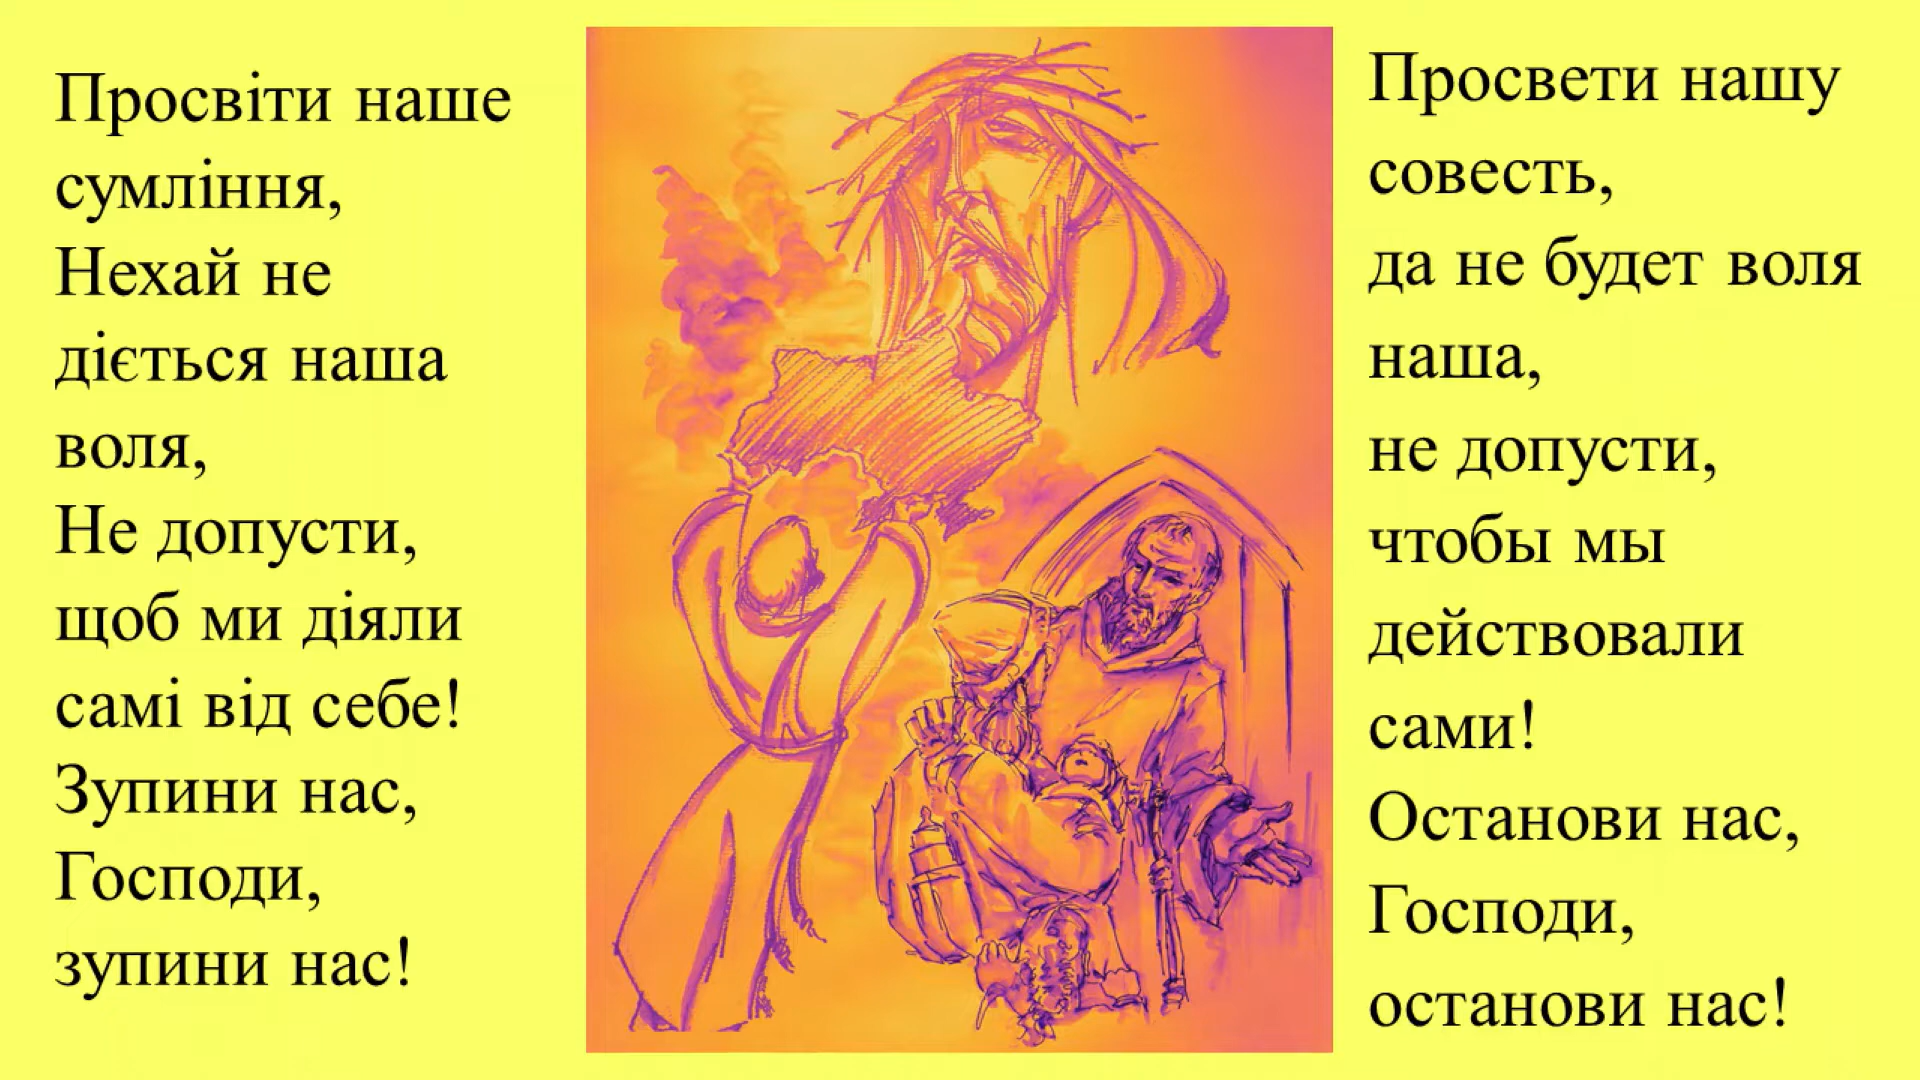 Просвіти наше
сумління,
Нехай не
діється наша
воля,
Не допусти,
щоб ми діяли
самі від себе!
Зупини нас,
Господи,
зупини нас!
Просвети нашу
совесть,
да не будет воля
наша,
не допусти,
чтобы мы
действовали
сами!
Останови нас,
Господи,
останови нас!